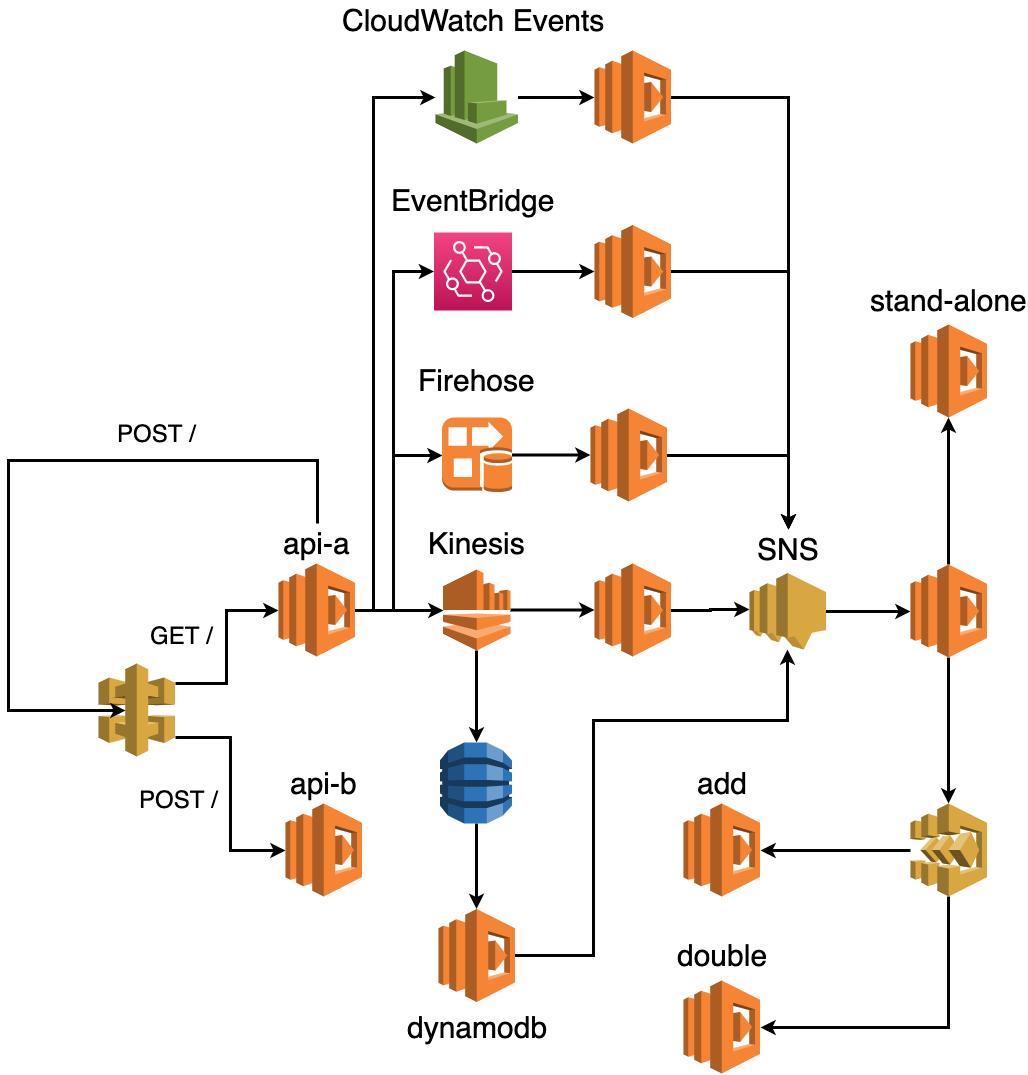 CloudWatch Events
EventBridge
stand-alone
Firehose
POST /
api-a
Kinesis
SNS
GET /
api-b
add
POST /
double
dynamodb